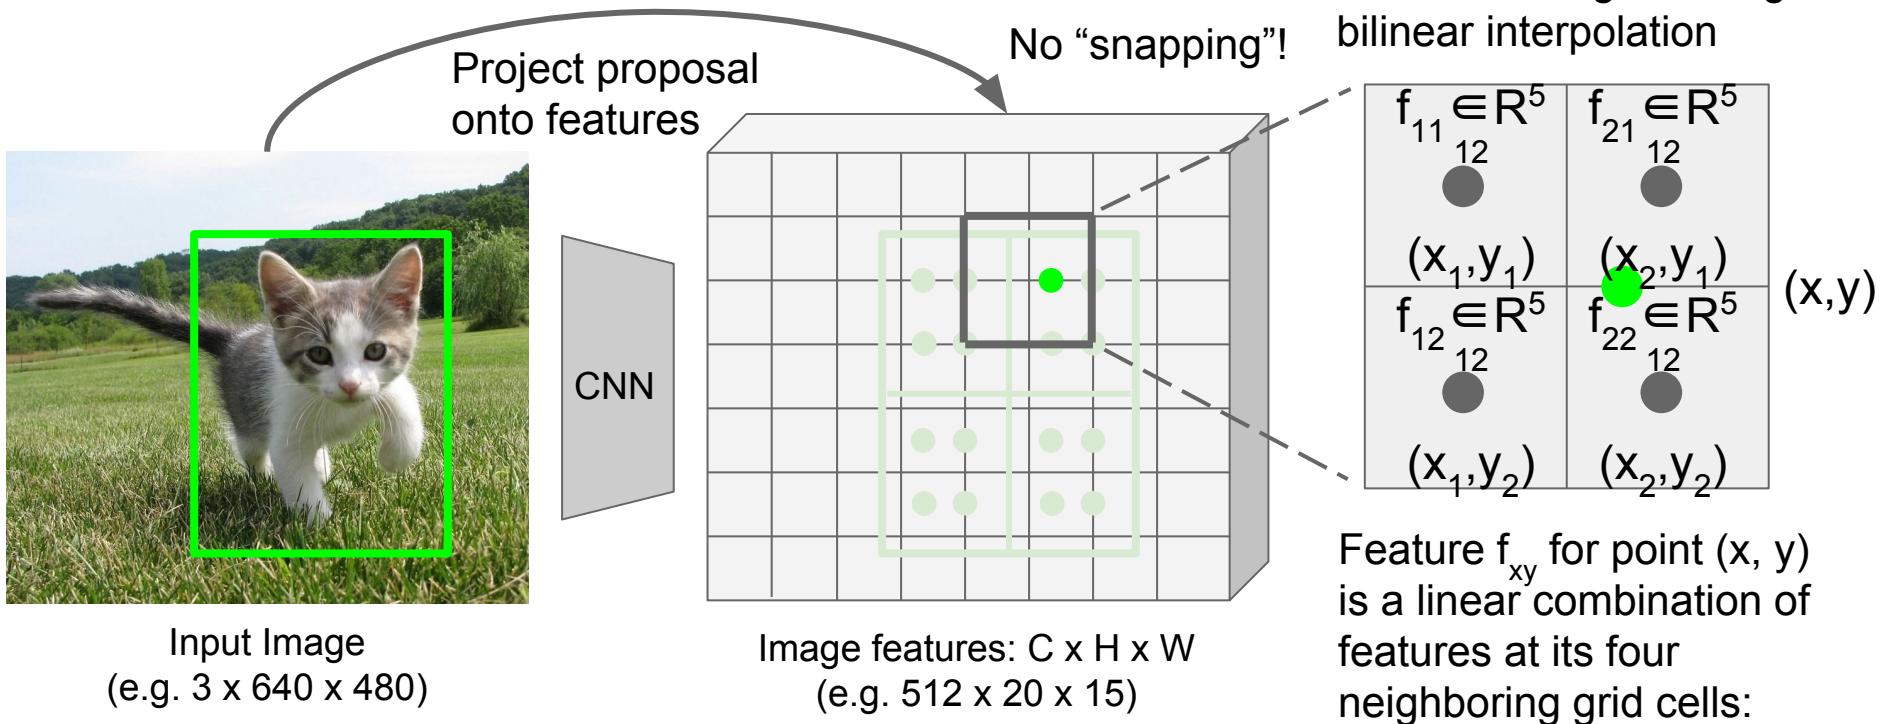 No “snapping”!
bilinear interpolation
Project proposal
onto features
f₁₁ ∈ R⁵¹² f₂₁ ∈ R⁵¹²
(x₁,y₁) (x₂,y₁)
(x,y)
f₁₂ ∈ R⁵¹² f₂₂ ∈ R⁵¹²
(x₁,y₂) (x₂,y₂)
CNN
Input Image
(e.g. 3 x 640 x 480)
Image features: C x H x W
(e.g. 512 x 20 x 15)
Feature fₓᵧ for point (x, y)
is a linear combination of
features at its four
neighboring grid cells: